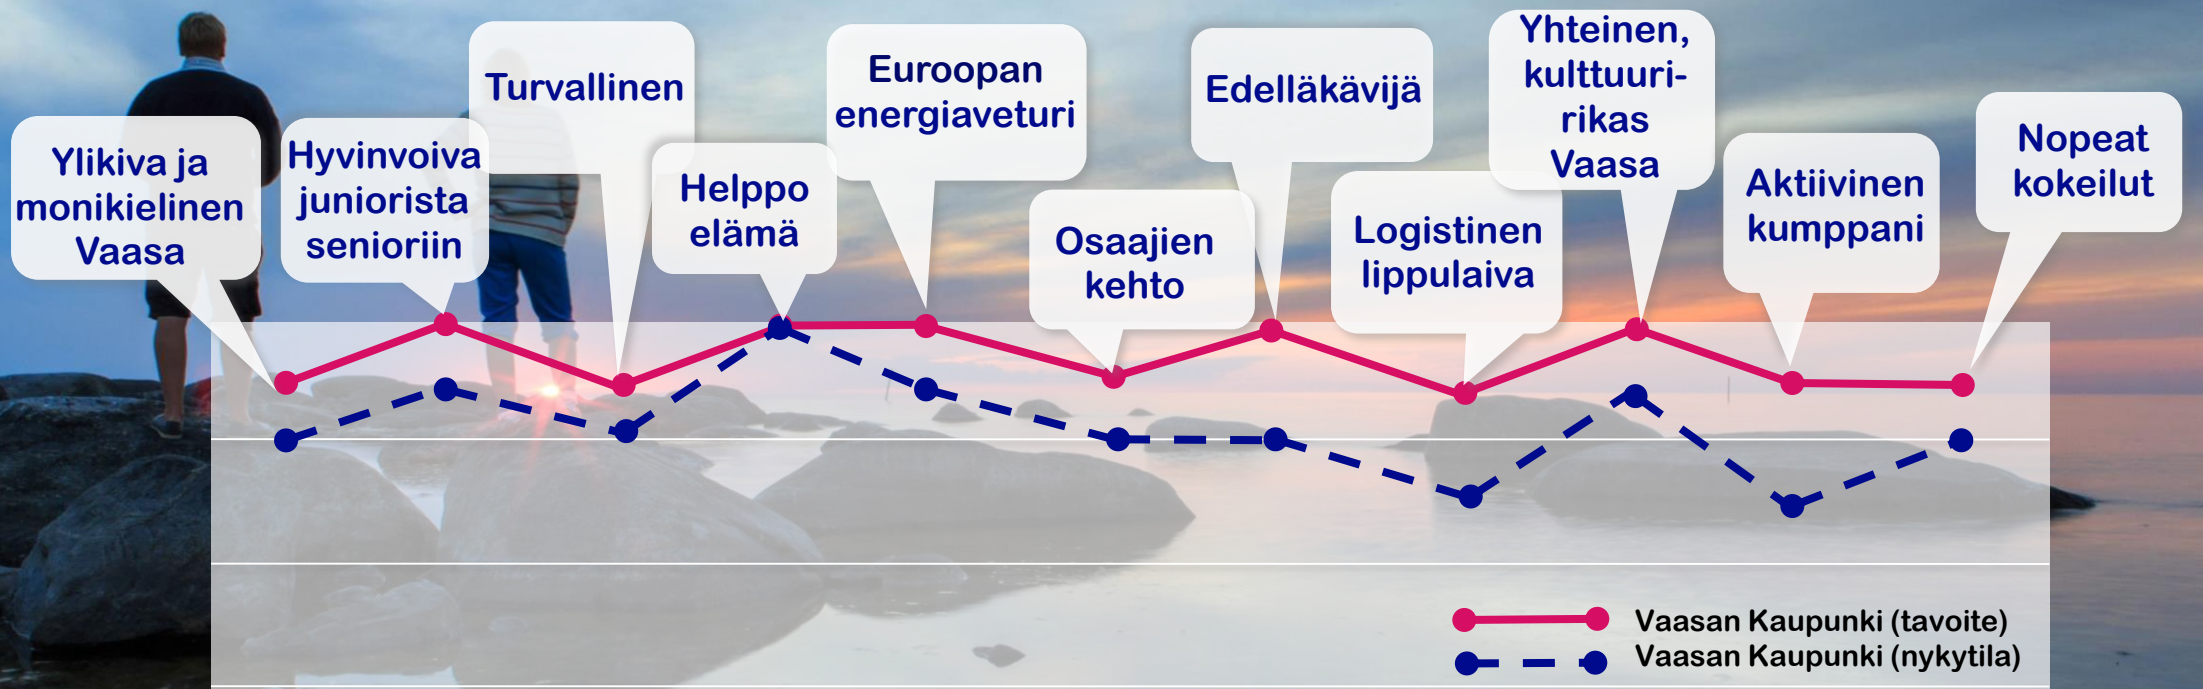 Ylikiva ja
monikielinen
Vaasa
Hyvinvoiva
juniorista
senioriin
Turvallinen
Helppo
elämä
Euroopan
energiaveturi
Osaajien
kehto
Edelläkävijä
Logistinen
lippulaiva
Yhteinen,
kulttuuri-
rikas
Vaasa
Aktiivinen
kumppani
Nopeat
kokeilut
Vaasan Kaupunki (tavoite)
Vaasan Kaupunki (nykytila)